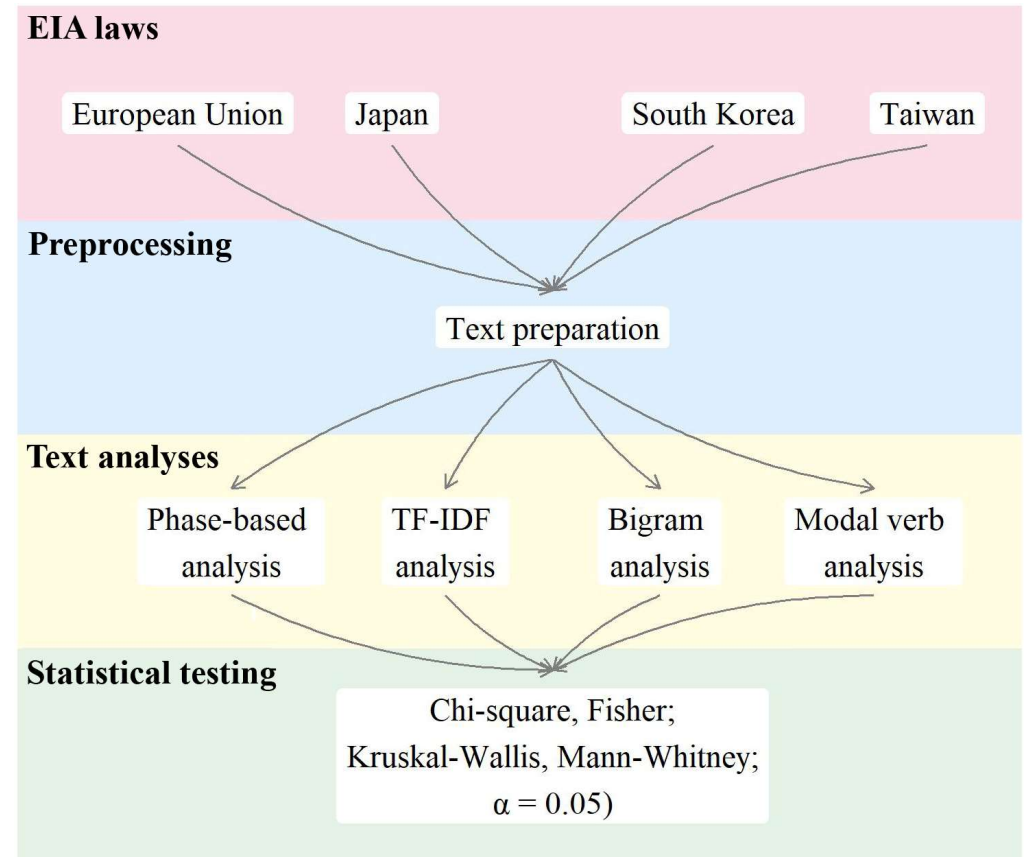 EIA laws
European Union
Japan
South Korea
Taiwan
Preprocessing
Text preparation
Text analyses
Phase-based
analysis
TF-IDF
analysis
Bigram
analysis
Modal verb
analysis
Statistical testing
Chi-square, Fisher;
Kruskal-Wallis, Mann-Whitney;
α = 0.05)